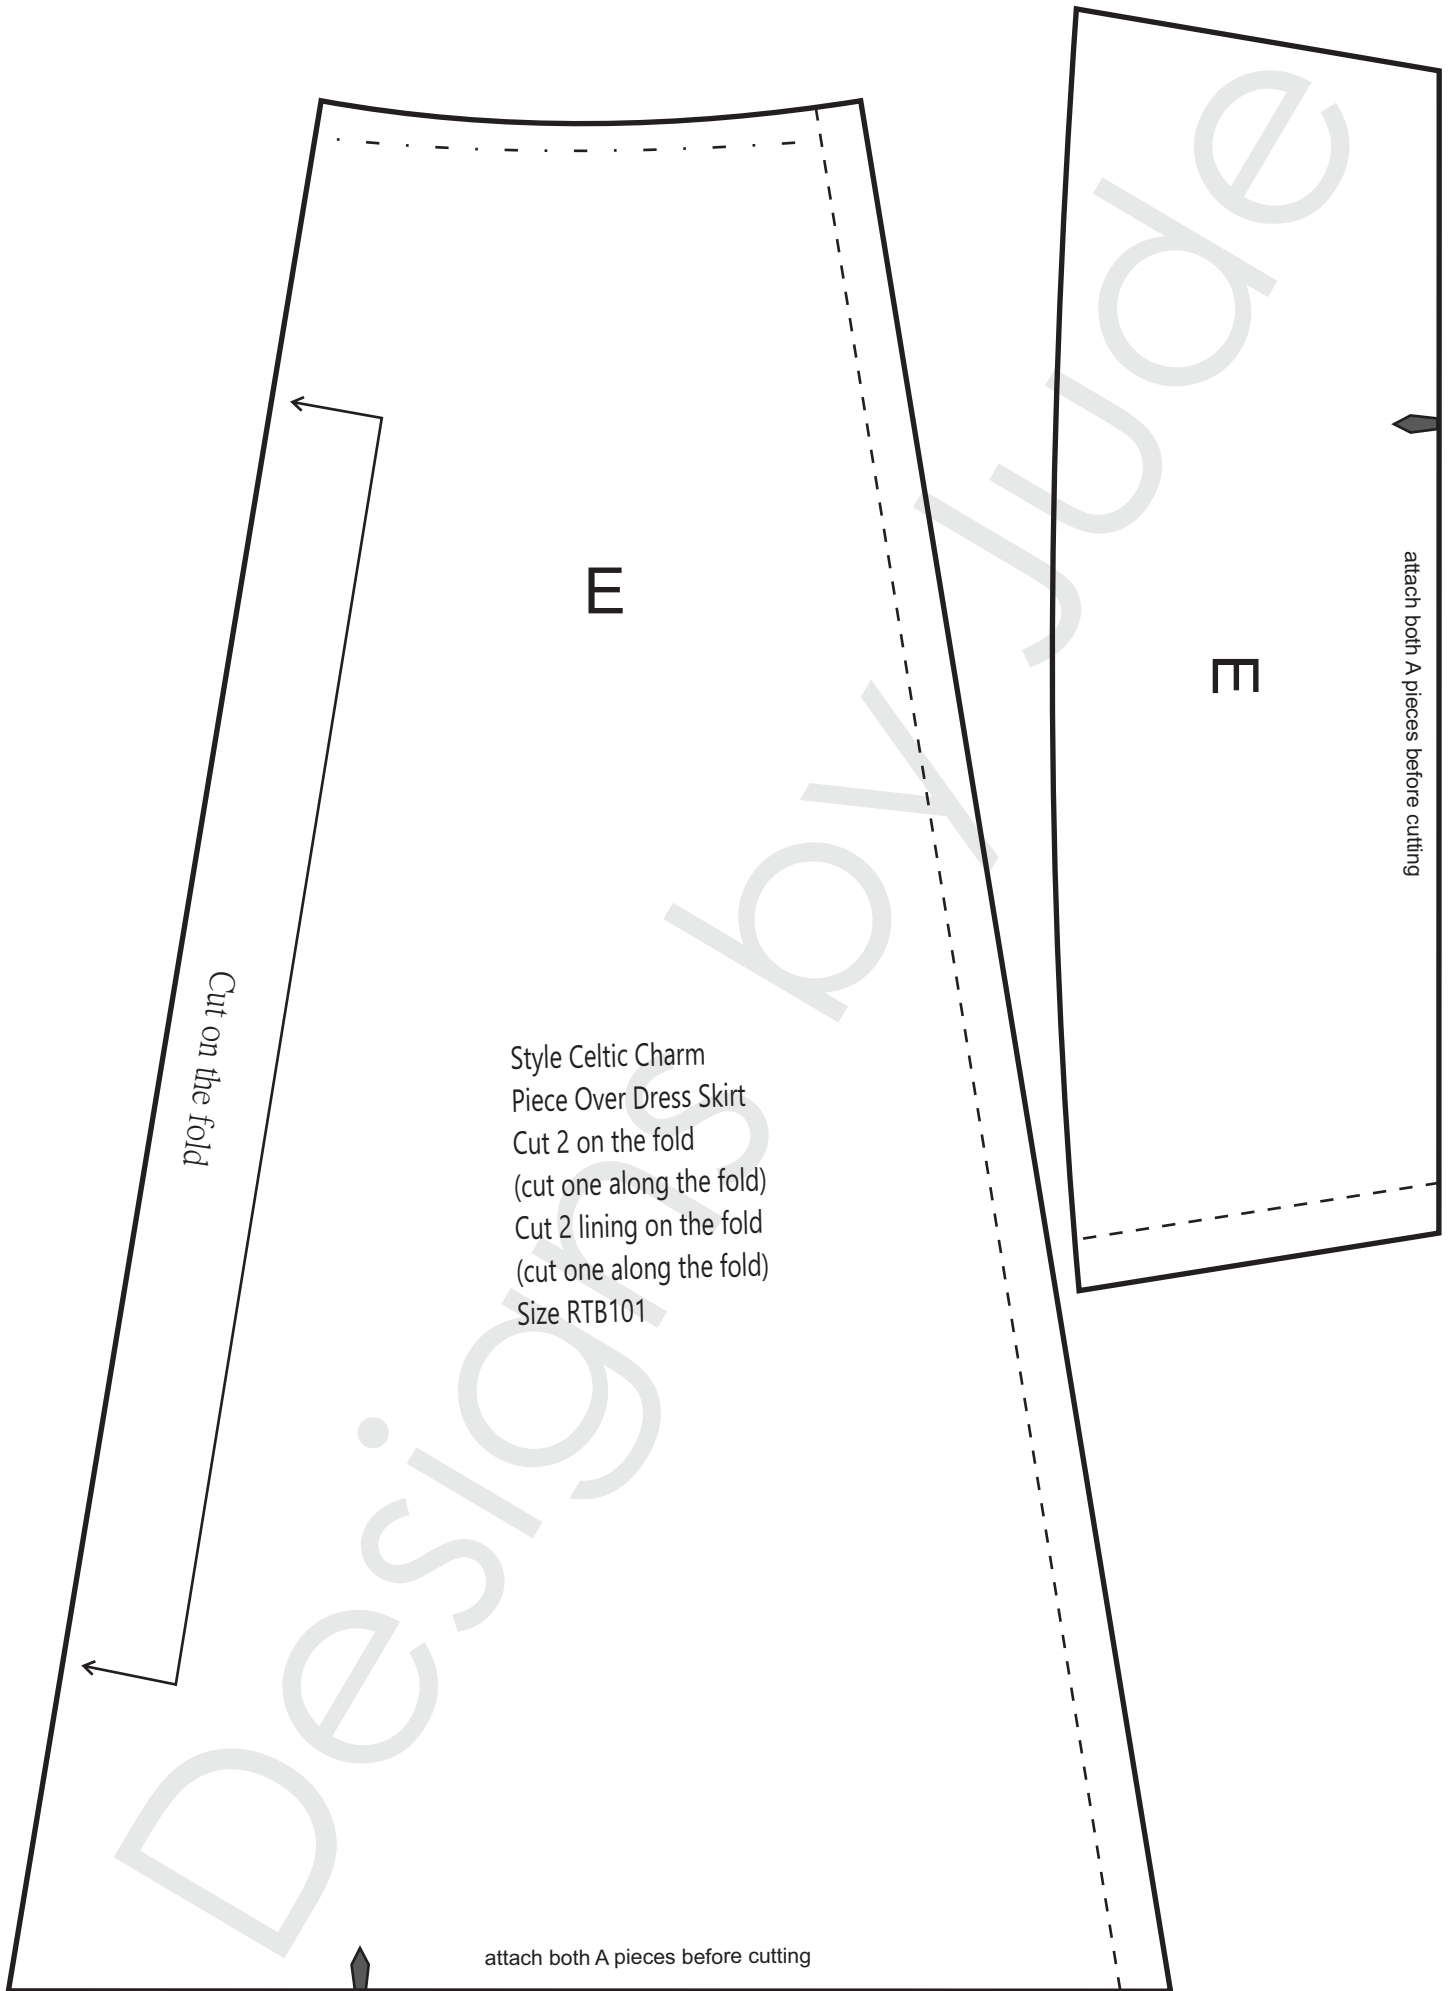 E
E
attach both A pieces before cutting
Cut on the fold
Style Celtic Charm
Piece Over Dress Skirt
Cut 2 on the fold
(cut one along the fold)
Cut 2 lining on the fold
(cut one along the fold)
Size RTB101
attach both A pieces before cutting
Designs by Jude